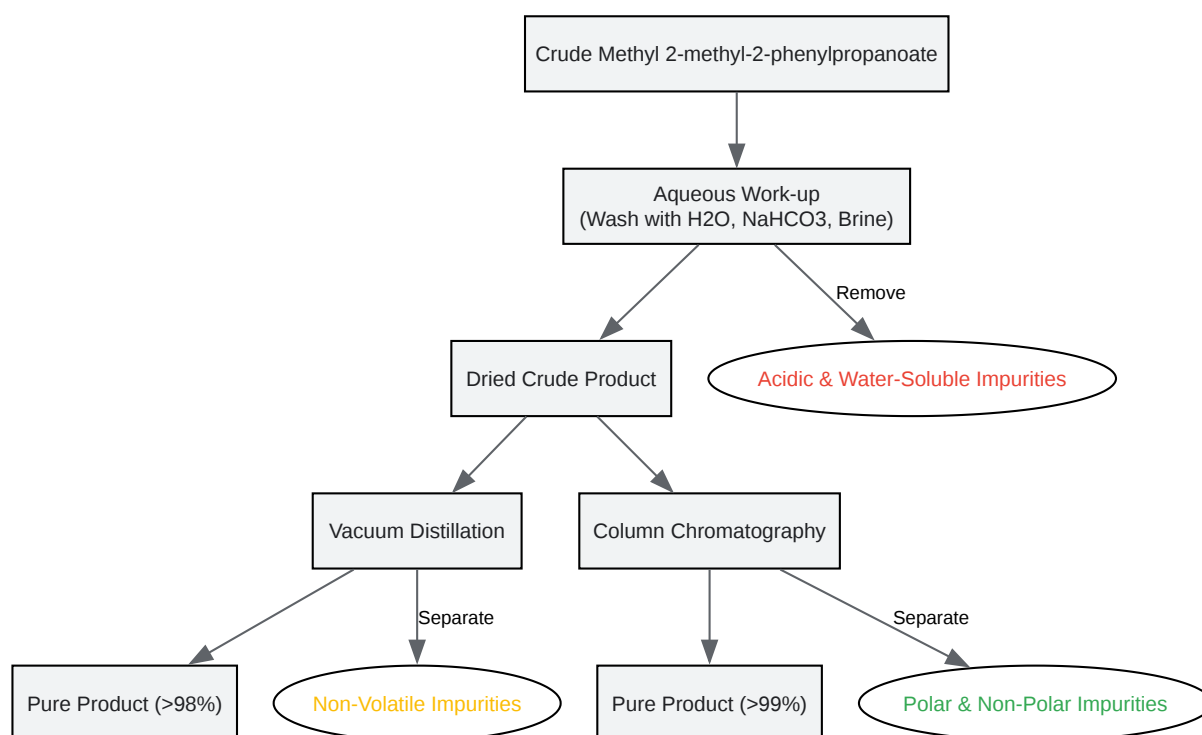 Crude Methyl 2-methyl-2-phenylpropanoate
Aqueous Work-up
(Wash with H2O, NaHCO3, Brine)
Remove
Dried Crude Product
Acidic & Water-Soluble Impurities
Vacuum Distillation
Column Chromatography
Separate
Separate
Pure Product (>98%)
Non-Volatile Impurities
Pure Product (>99%)
Polar & Non-Polar Impurities